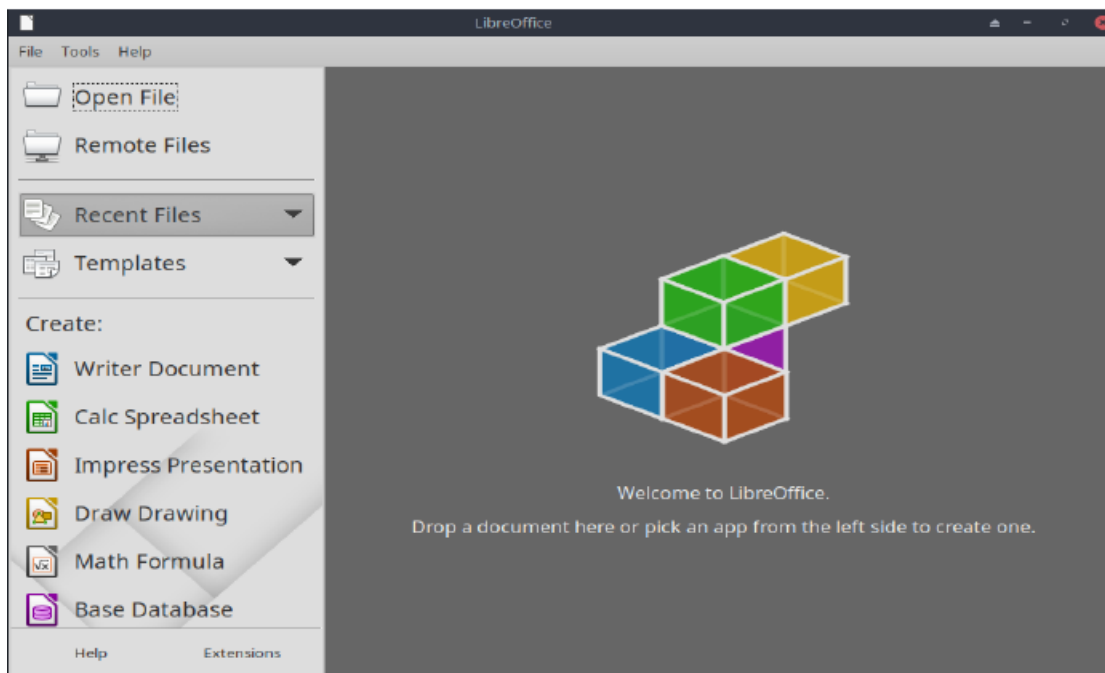 LibreOffice
File Tools Help
Open File
Remote Files
Recent Files
Templates
Create:
Writer Document
Calc Spreadsheet
Impress Presentation
Draw Drawing
Math Formula
Base Database
Help Extensions
Welcome to LibreOffice.
Drop a document here or pick an app from the left side to create one.